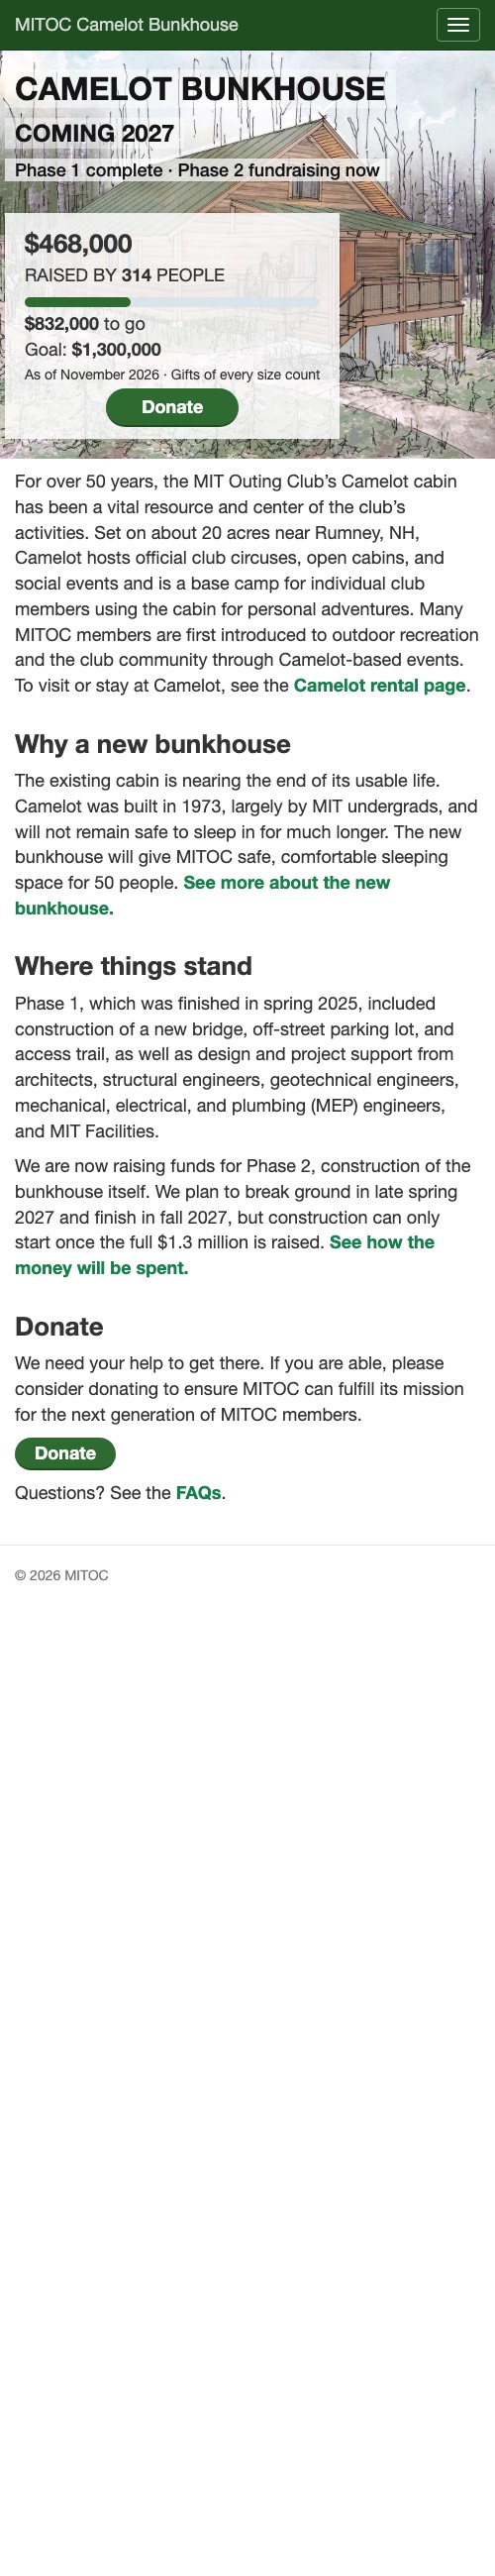 MITOC Camelot Bunkhouse
CAMELOT BUNKHOUSE
COMING 2027
Phase 1 complete · Phase 2 fundraising now
$468,000
RAISED BY 314 PEOPLE
$832,000 to go
Goal: $1,300,000
As of November 2026 · Gifts of every size count
Donate
For over 50 years, the MIT Outing Club’s Camelot cabin
has been a vital resource and center of the club’s
activities. Set on about 20 acres near Rumney, NH,
Camelot hosts official club circuses, open cabins, and
social events and is a base camp for individual club
members using the cabin for personal adventures. Many
MITOC members are first introduced to outdoor recreation
and the club community through Camelot-based events.
To visit or stay at Camelot, see the Camelot rental page.
Why a new bunkhouse
The existing cabin is nearing the end of its usable life.
Camelot was built in 1973, largely by MIT undergrads, and
will not remain safe to sleep in for much longer. The new
bunkhouse will give MITOC safe, comfortable sleeping
space for 50 people. See more about the new
bunkhouse.
Where things stand
Phase 1, which was finished in spring 2025, included
construction of a new bridge, off-street parking lot, and
access trail, as well as design and project support from
architects, structural engineers, geotechnical engineers,
mechanical, electrical, and plumbing (MEP) engineers,
and MIT Facilities.
We are now raising funds for Phase 2, construction of the
bunkhouse itself. We plan to break ground in late spring
2027 and finish in fall 2027, but construction can only
start once the full $1.3 million is raised. See how the
money will be spent.
Donate
We need your help to get there. If you are able, please
consider donating to ensure MITOC can fulfill its mission
for the next generation of MITOC members.
Donate
Questions? See the FAQs.
© 2026 MITOC